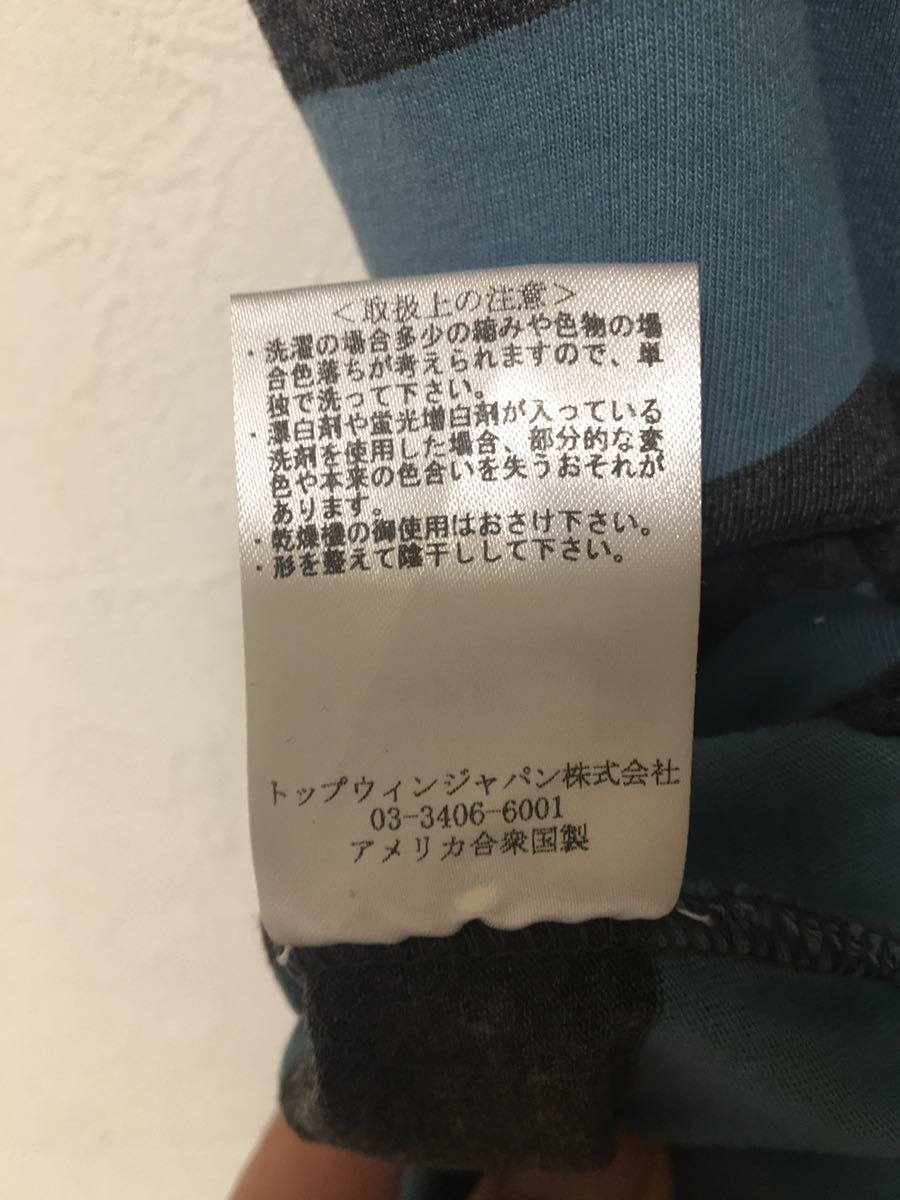 ＜取扱上の注意＞
・洗濯の場合多少の縮みや色物の場
合色落ちが考えられますので、単
独で洗って下さい。
・漂白剤や蛍光増白剤が入っている
洗剤を使用した場合、部分的な変
色や本来の色合いを失うおそれが
あります。
・乾燥機の御使用はおさけ下さい。
・形を整えて陰干しして下さい。
トップウィンジャパン株式会社
03-3406-6001
アメリカ合衆国製